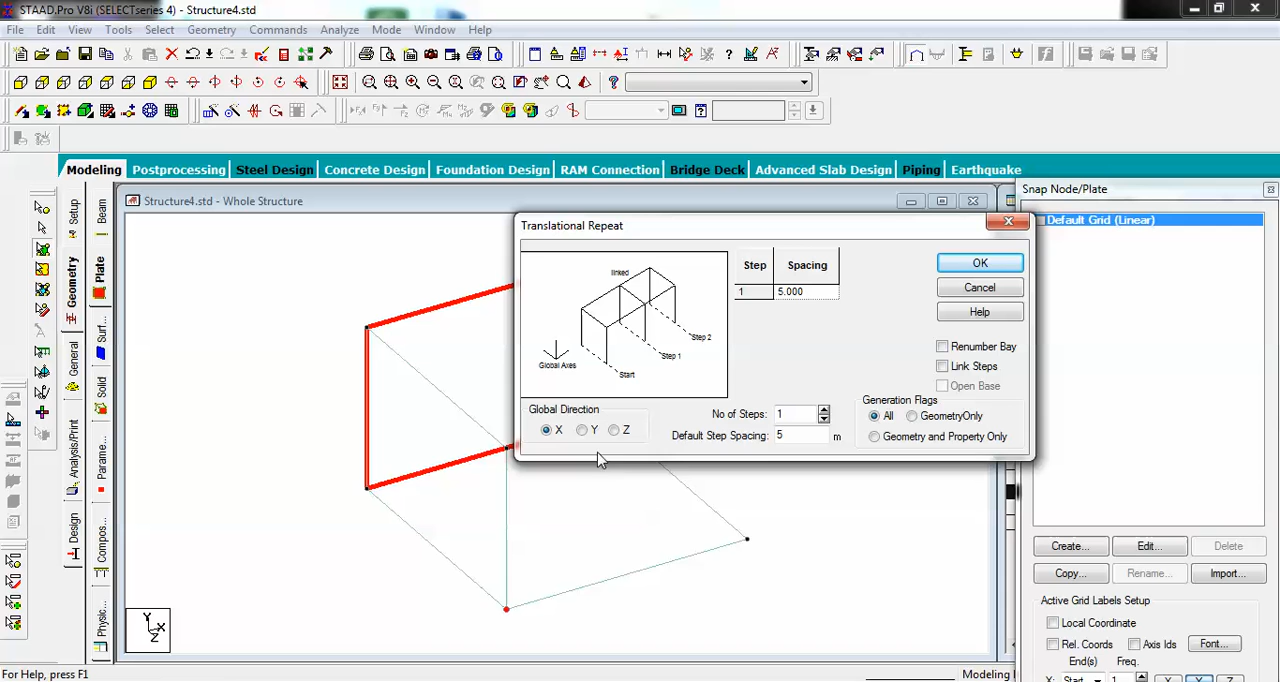 STAAD.Pro V8i (SELECTseries 4) - Structure4.std
File Edit View Tools Select Geometry Commands Analyze Mode Window Help
Modeling Postprocessing Steel Design Concrete Design Foundation Design RAM Connection Bridge Deck Advanced Slab Design Piping Earthquake
Setup
Geometry
General
Analysis/Print
Design
Beam
Plate
Surf...
Solid
Parame...
Compos...
Physic...
Structure4.std - Whole Structure
Y
X
Z
Translational Repeat
linked
Step 2
Step 1
Start
Global Axes
Step Spacing
1 5.000
OK
Cancel
Help
Renumber Bay
Link Steps
Open Base
Global Direction
X Y Z
No of Steps: 1
Default Step Spacing: 5 m
Generation Flags
All GeometryOnly
Geometry and Property Only
Snap Node/Plate
Default Grid (Linear)
Create... Edit... Delete
Copy... Rename... Import...
Active Grid Labels Setup
Local Coordinate
Rel. Coords Axis Ids Font...
End(s) Freq.
X: Start 1 X Y Z
For Help, press F1
Modeling